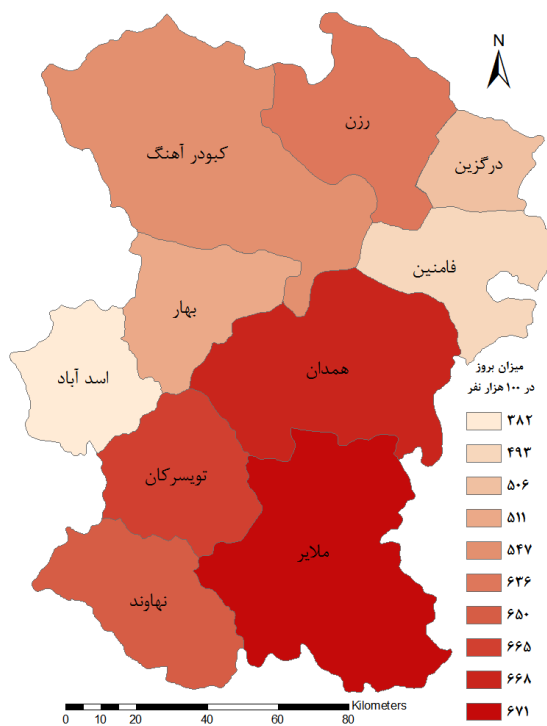 N
رزن
کبودر آهنگ
درگزین
فامنین
بهار
همدان
اسد آباد
تویسرکان
ملایر
نهاوند
میزان بروز
در ۱۰۰ هزار نفر
۳۸۲
۴۹۳
۵۰۶
۵۱۱
۵۴۷
۶۳۶
۶۵۰
۶۶۵
۶۶۸
۶۷۱
Kilometers
0 5 10 20 40 60 80